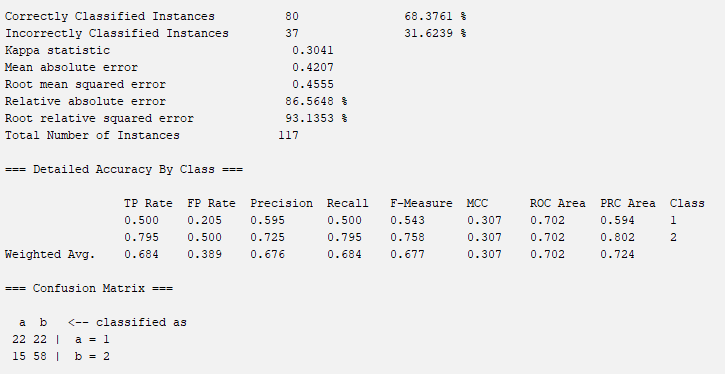 Correctly Classified Instances          80               68.3761 %
Incorrectly Classified Instances        37               31.6239 %
Kappa statistic                          0.3041
Mean absolute error                      0.4207
Root mean squared error                  0.4555
Relative absolute error                 86.5648 %
Root relative squared error             93.1353 %
Total Number of Instances              117
=== Detailed Accuracy By Class ===
                 TP Rate  FP Rate  Precision  Recall   F-Measure  MCC      ROC Area  PRC Area  Class
                 0.500    0.205    0.595      0.500    0.543      0.307    0.702     0.594     1
                 0.795    0.500    0.725      0.795    0.758      0.307    0.702     0.802     2
Weighted Avg.    0.684    0.389    0.676      0.684    0.677      0.307    0.702     0.724
=== Confusion Matrix ===
  a  b   <-- classified as
 22 22 |  a = 1
 15 58 |  b = 2